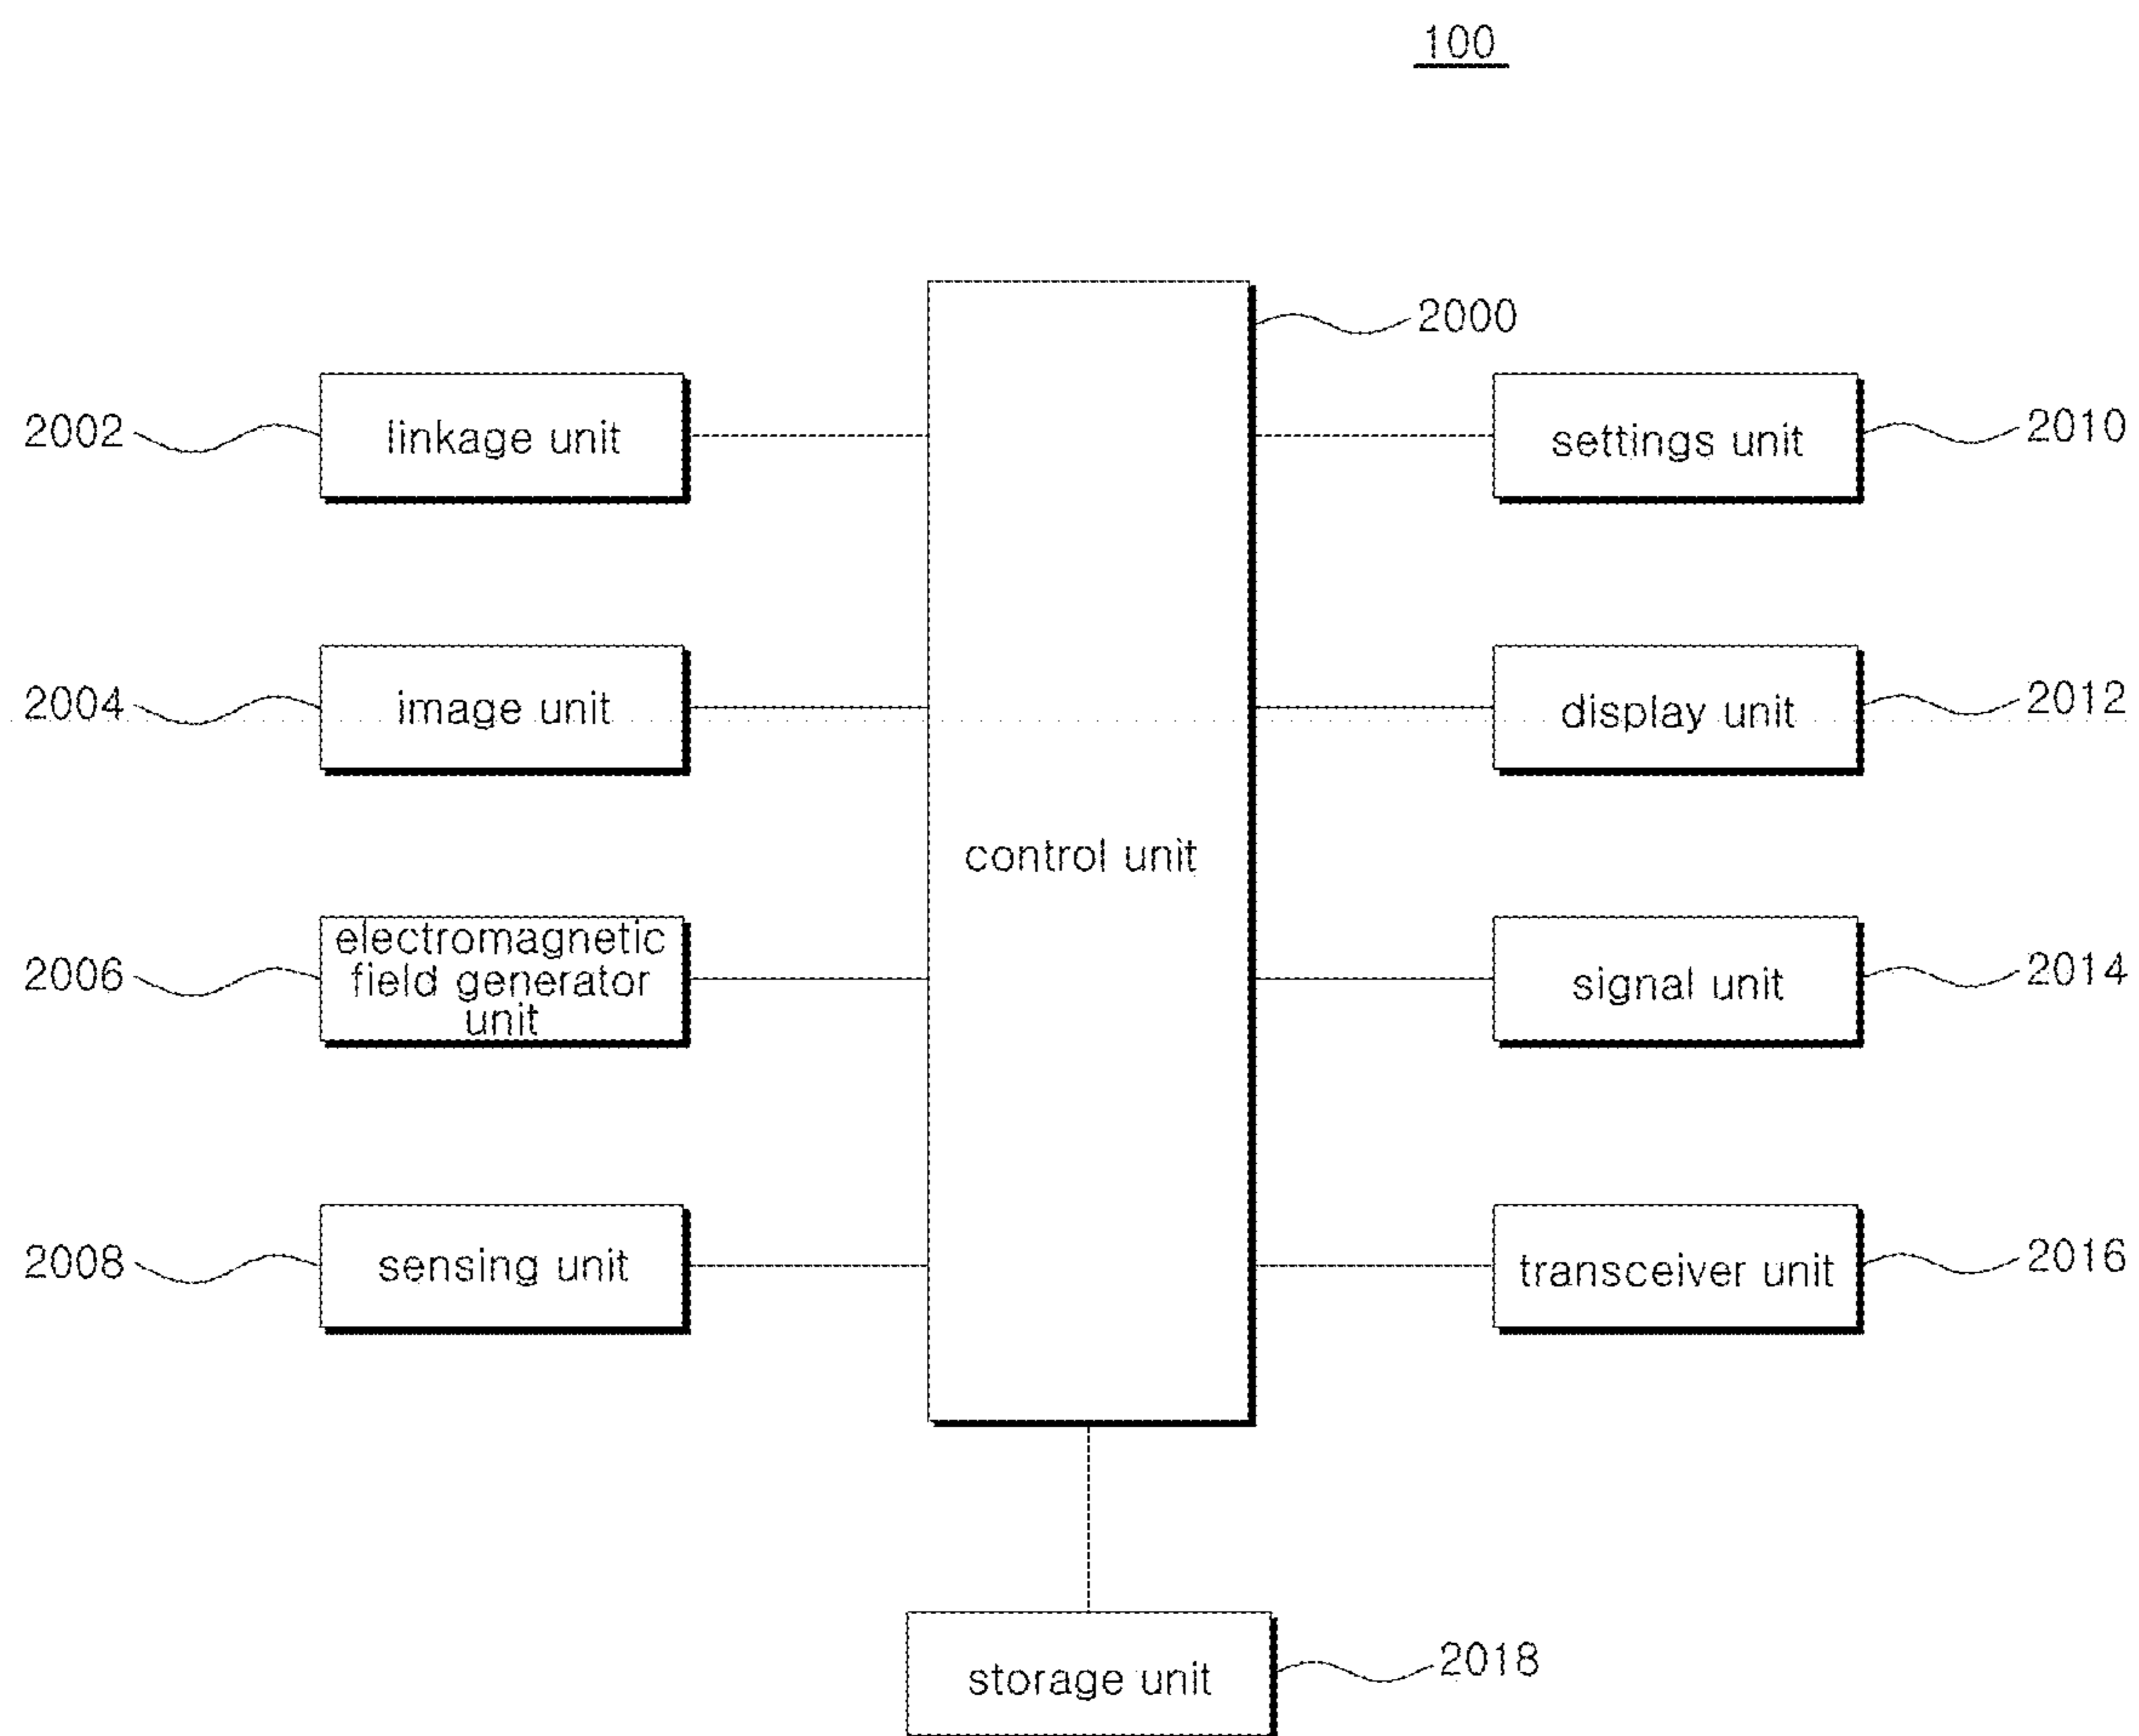 100
2000
2002
linkage unit
settings unit
2010
2004
image unit
display unit
2012
control unit
2006
electromagnetic
field generator
unit
signal unit
2014
2008
sensing unit
transceiver unit
2016
storage unit
2018